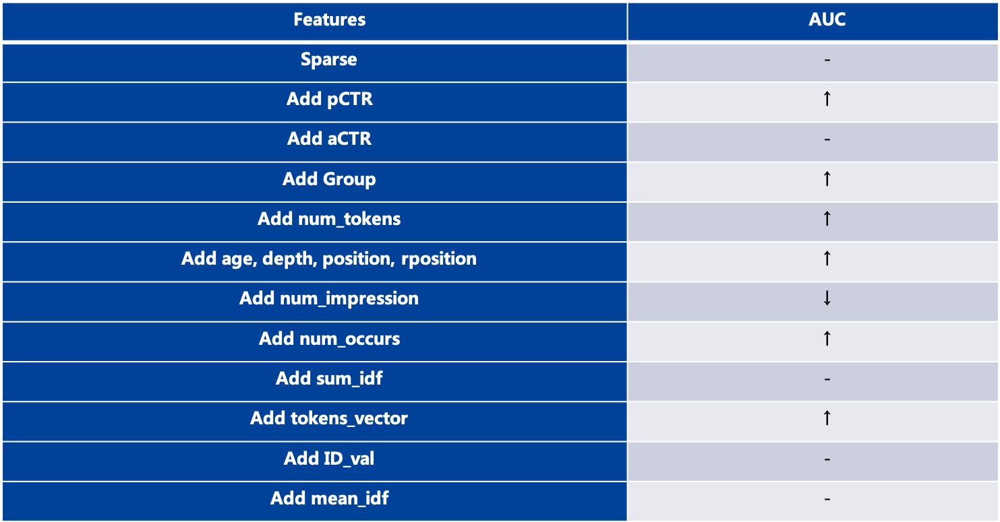 Features AUC
Sparse -
Add pCTR ↑
Add aCTR -
Add Group ↑
Add num_tokens ↑
Add age, depth, position, rposition ↑
Add num_impression ↓
Add num_occurs ↑
Add sum_idf -
Add tokens_vector ↑
Add ID_val -
Add mean_idf -